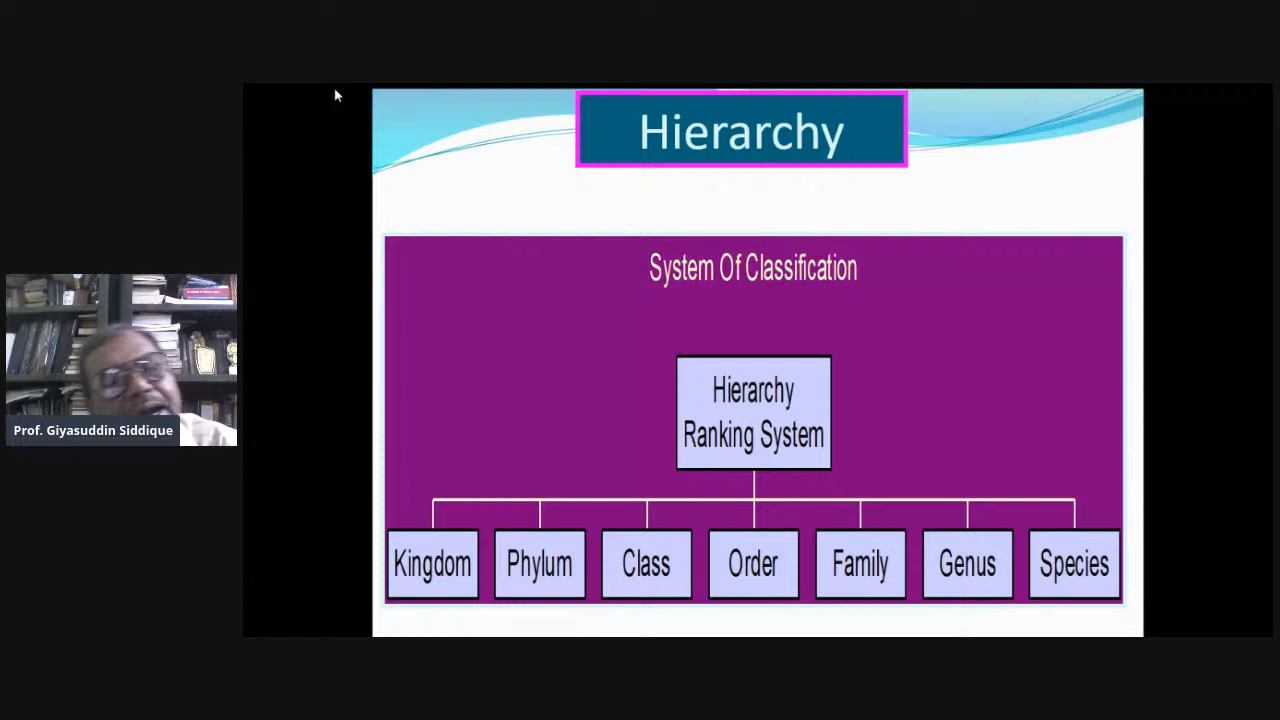 Hierarchy
System Of Classification
Hierarchy
Ranking System
Kingdom Phylum Class Order Family Genus Species
Prof. Giyasuddin Siddique